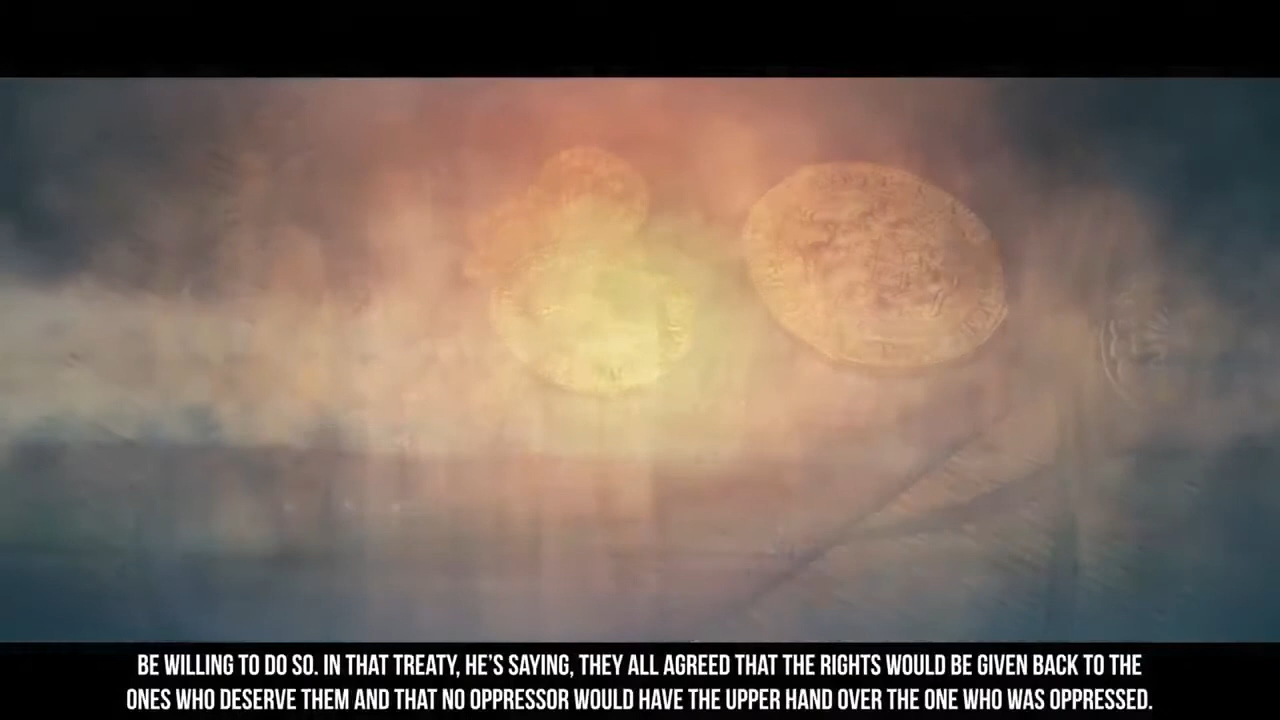 BE WILLING TO DO SO. IN THAT TREATY, HE'S SAYING, THEY ALL AGREED THAT THE RIGHTS WOULD BE GIVEN BACK TO THE
ONES WHO DESERVE THEM AND THAT NO OPPRESSOR WOULD HAVE THE UPPER HAND OVER THE ONE WHO WAS OPPRESSED.